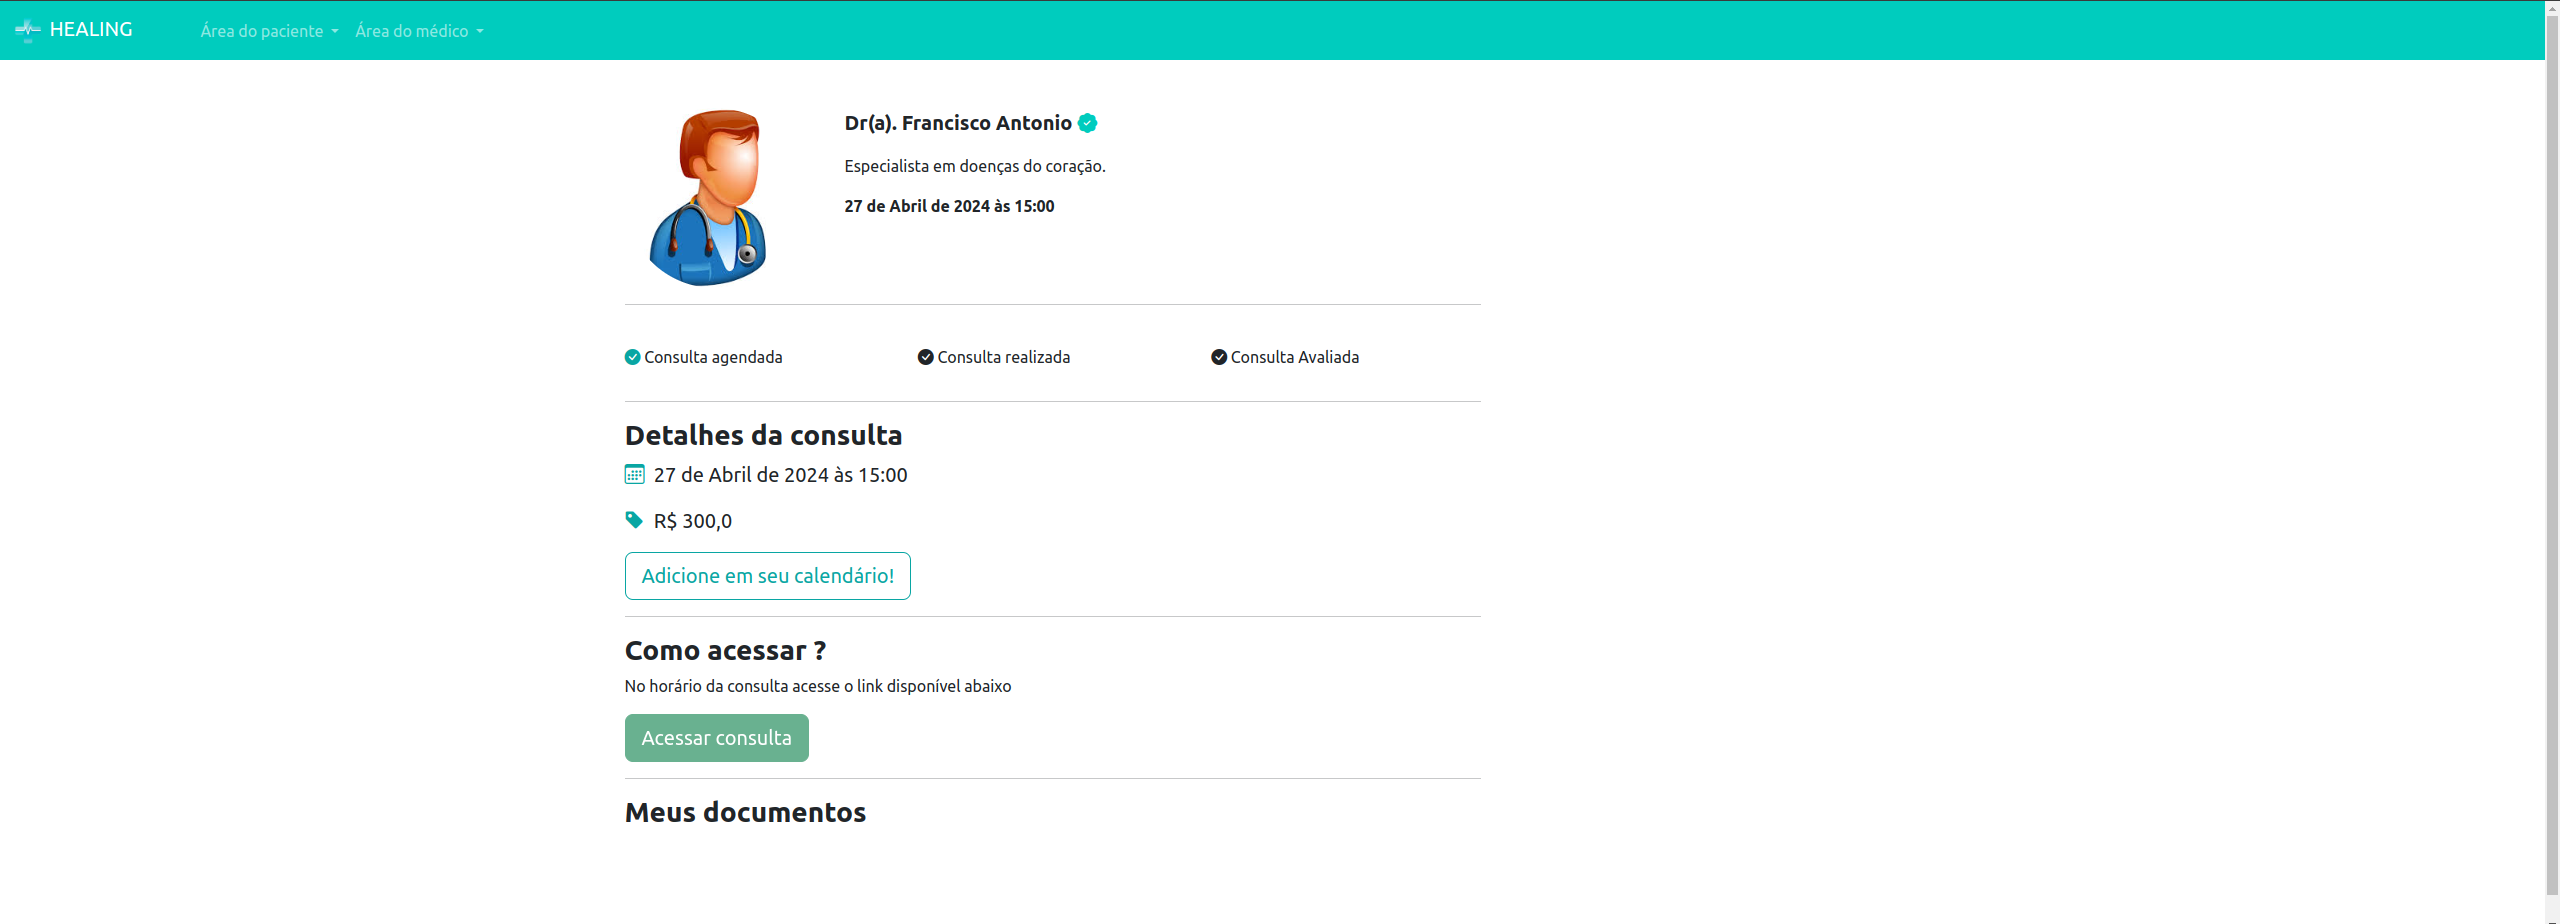 HEALING
Área do paciente
Área do médico
Dr(a). Francisco Antonio
Especialista em doenças do coração.
27 de Abril de 2024 às 15:00
Consulta agendada
Consulta realizada
Consulta Avaliada
Detalhes da consulta
27 de Abril de 2024 às 15:00
R$ 300,0
Adicione em seu calendário!
Como acessar ?
No horário da consulta acesse o link disponível abaixo
Acessar consulta
Meus documentos